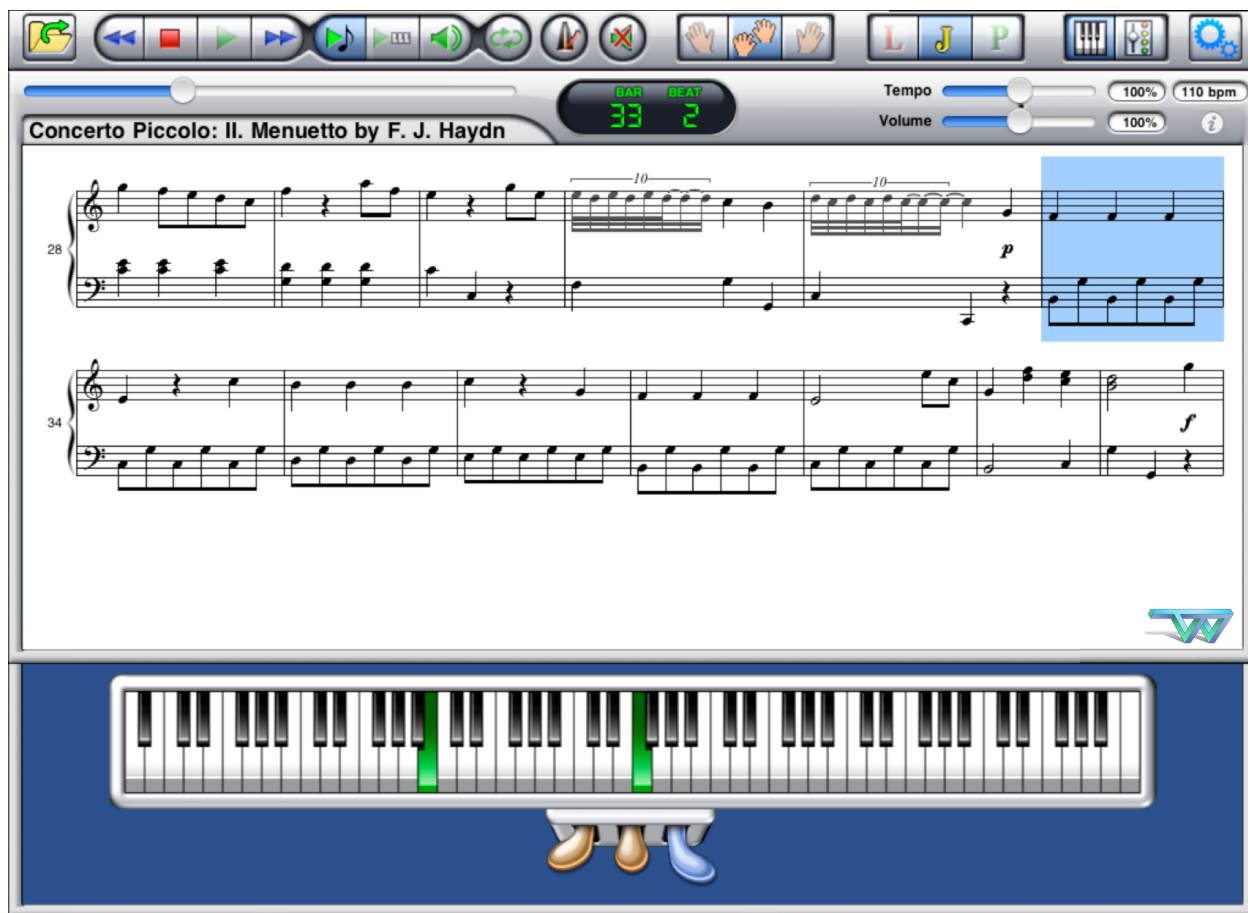 L J P
BAR BEAT
33 2
Tempo 100% 110 bpm
Volume 100%
i
Concerto Piccolo: II. Menuetto by F. J. Haydn
10 10
28
p
34
f
TW